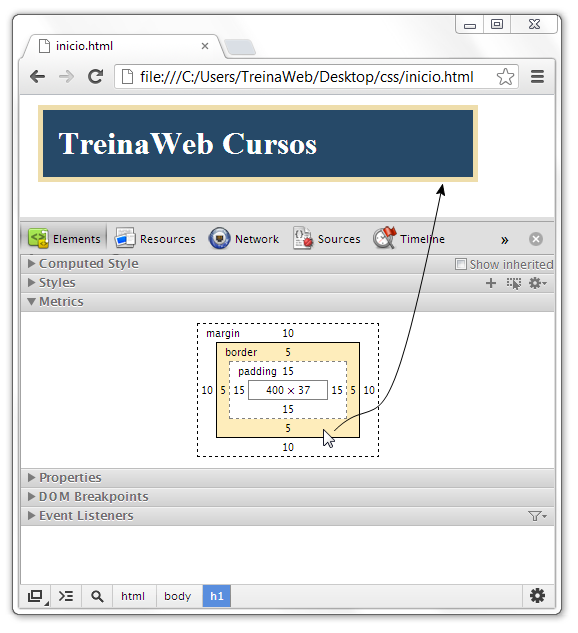 inicio.html
file:///C:/Users/TreinaWeb/Desktop/css/inicio.html
TreinaWeb Cursos
Elements Resources Network Sources Timeline »
Computed Style Show inherited
Styles
Metrics
margin 10
border 5
padding 15
10 5 15 400 × 37 15 5 10
15
5
10
Properties
DOM Breakpoints
Event Listeners
html body h1